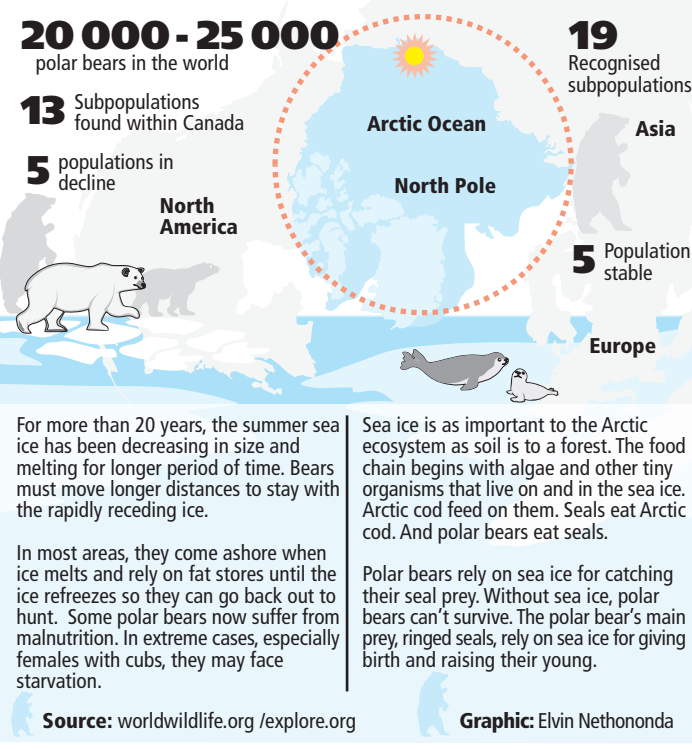 20 000 - 25 000
polar bears in the world
13 Subpopulations
found within Canada
5 populations in
decline
19
Recognised
subpopulations
Arctic Ocean
North Pole
Asia
North
America
5 Population
stable
Europe
For more than 20 years, the summer sea
ice has been decreasing in size and
melting for longer period of time. Bears
must move longer distances to stay with
the rapidly receding ice.
In most areas, they come ashore when
ice melts and rely on fat stores until the
ice refreezes so they can go back out to
hunt. Some polar bears now suffer from
malnutrition. In extreme cases, especially
females with cubs, they may face
starvation.
Sea ice is as important to the Arctic
ecosystem as soil is to a forest. The food
chain begins with algae and other tiny
organisms that live on and in the sea ice.
Arctic cod feed on them. Seals eat Arctic
cod. And polar bears eat seals.
Polar bears rely on sea ice for catching
their seal prey. Without sea ice, polar
bears can't survive. The polar bear's main
prey, ringed seals, rely on sea ice for giving
birth and raising their young.
Source: worldwildlife.org /explore.org
Graphic: Elvin Nethononda